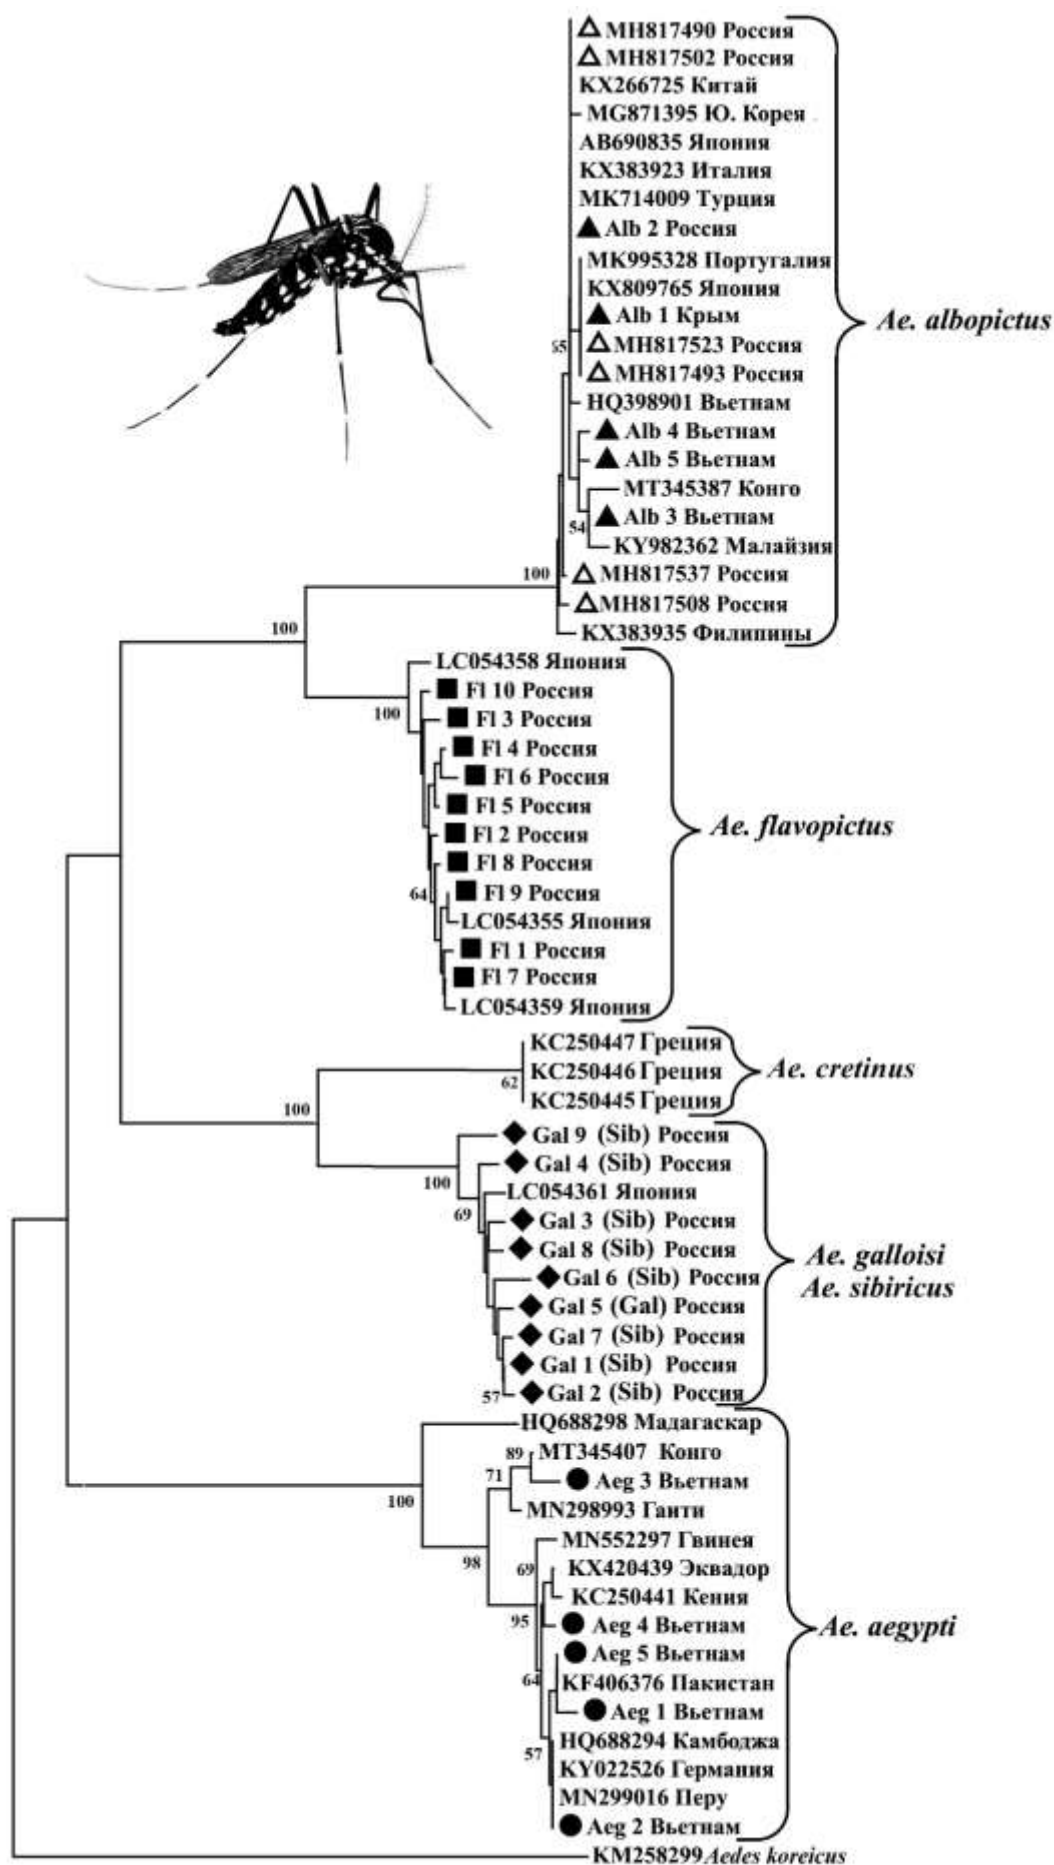 MH817490 Россия
MH817502 Россия
KX266725 Китай
MG871395 Ю. Корея
AB690835 Япония
KX383923 Италия
MK714009 Турция
Alb 2 Россия
MK995328 Португалия
KX809765 Япония
Alb 1 Крым
MH817523 Россия
MH817493 Россия
HQ398901 Вьетнам
Alb 4 Вьетнам
Alb 5 Вьетнам
MT345387 Конго
Alb 3 Вьетнам
KY982362 Малайзия
MH817537 Россия
MH817508 Россия
KX383935 Филипины
Ae. albopictus
54
100
100
LC054358 Япония
Fl 10 Россия
Fl 3 Россия
Fl 4 Россия
Fl 6 Россия
Fl 5 Россия
Fl 2 Россия
Fl 8 Россия
Fl 9 Россия
LC054355 Япония
Fl 1 Россия
Fl 7 Россия
LC054359 Япония
Ae. flavopictus
100
64
KC250447 Греция
KC250446 Греция
KC250445 Греция
Ae. cretinus
62
100
Gal 9 (Sib) Россия
Gal 4 (Sib) Россия
LC054361 Япония
Gal 3 (Sib) Россия
Gal 8 (Sib) Россия
Gal 6 (Sib) Россия
Gal 5 (Gal) Россия
Gal 7 (Sib) Россия
Gal 1 (Sib) Россия
Gal 2 (Sib) Россия
Ae. galloisi
Ae. sibiricus
100
69
57
HQ688298 Мадагаскар
MT345407 Конго
Aeg 3 Вьетнам
MN298993 Гаити
MN552297 Гвинея
KX420439 Эквадор
KC250441 Кения
Aeg 4 Вьетнам
Aeg 5 Вьетнам
KF406376 Пакистан
Aeg 1 Вьетнам
HQ688294 Камбоджа
KY022526 Германия
MN299016 Перу
Aeg 2 Вьетнам
Ae. aegypti
89
71
100
98
69
95
64
57
KM258299 Aedes koreicus